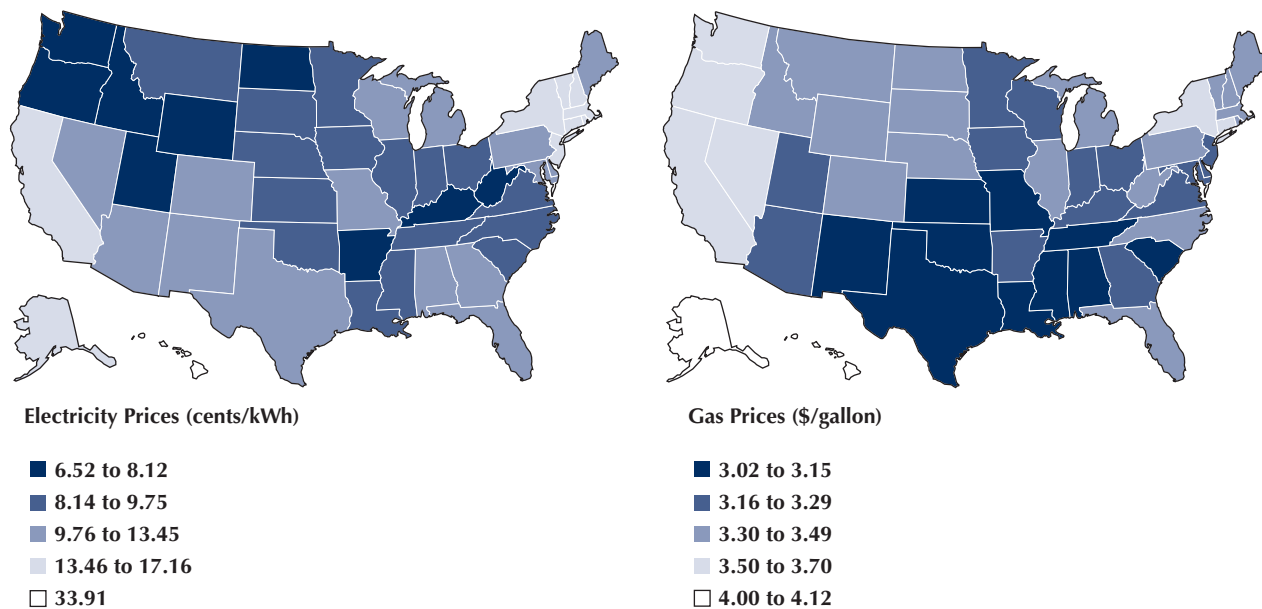 Electricity Prices (cents/kWh)
6.52 to 8.12
8.14 to 9.75
9.76 to 13.45
13.46 to 17.16
33.91
Gas Prices ($/gallon)
3.02 to 3.15
3.16 to 3.29
3.30 to 3.49
3.50 to 3.70
4.00 to 4.12